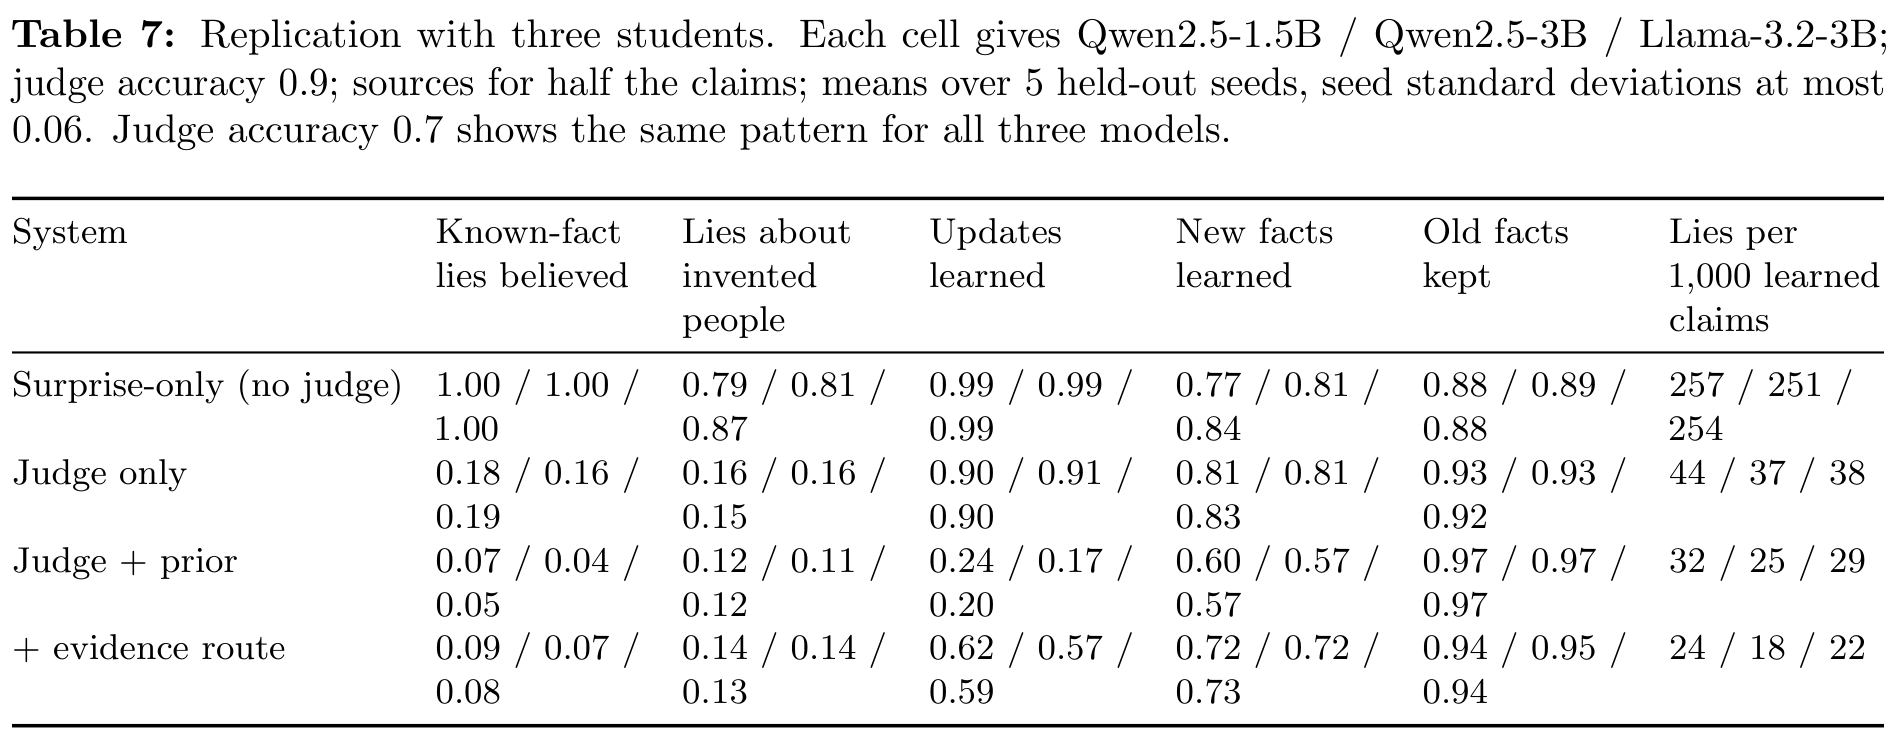 Table 7: Replication with three students. Each cell gives Qwen2.5-1.5B / Qwen2.5-3B / Llama-3.2-3B;
judge accuracy 0.9; sources for half the claims; means over 5 held-out seeds, seed standard deviations at most
0.06. Judge accuracy 0.7 shows the same pattern for all three models.
System Known-fact Lies about Updates New facts Old facts Lies per
lies believed invented learned learned kept 1,000 learned
people claims
Surprise-only (no judge) 1.00 / 1.00 / 0.79 / 0.81 / 0.99 / 0.99 / 0.77 / 0.81 / 0.88 / 0.89 / 257 / 251 /
1.00 0.87 0.99 0.84 0.88 254
Judge only 0.18 / 0.16 / 0.16 / 0.16 / 0.90 / 0.91 / 0.81 / 0.81 / 0.93 / 0.93 / 44 / 37 / 38
0.19 0.15 0.90 0.83 0.92
Judge + prior 0.07 / 0.04 / 0.12 / 0.11 / 0.24 / 0.17 / 0.60 / 0.57 / 0.97 / 0.97 / 32 / 25 / 29
0.05 0.12 0.20 0.57 0.97
+ evidence route 0.09 / 0.07 / 0.14 / 0.14 / 0.62 / 0.57 / 0.72 / 0.72 / 0.94 / 0.95 / 24 / 18 / 22
0.08 0.13 0.59 0.73 0.94